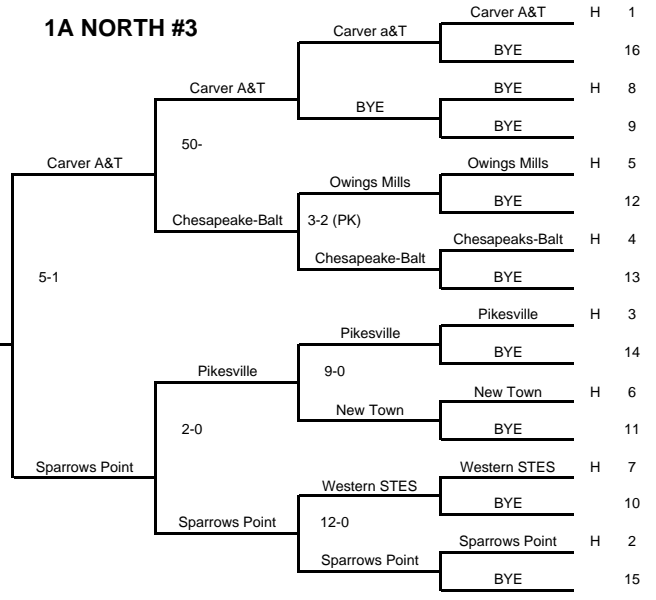 Carver A&T H 1
1A NORTH #3
Carver a&T
BYE 16
Carver A&T
BYE H 8
BYE
BYE 9
50-
Carver A&T
Owings Mills H 5
Owings Mills
BYE 12
Chesapeake-Balt
3-2 (PK)
Chesapeaks-Balt H 4
Chesapeake-Balt
5-1
BYE 13
Pikesville H 3
Pikesville
BYE 14
Pikesville
9-0
New Town H 6
New Town
2-0
BYE 11
Sparrows Point
Western STES H 7
Western STES
BYE 10
Sparrows Point
12-0
Sparrows Point H 2
Sparrows Point
BYE 15